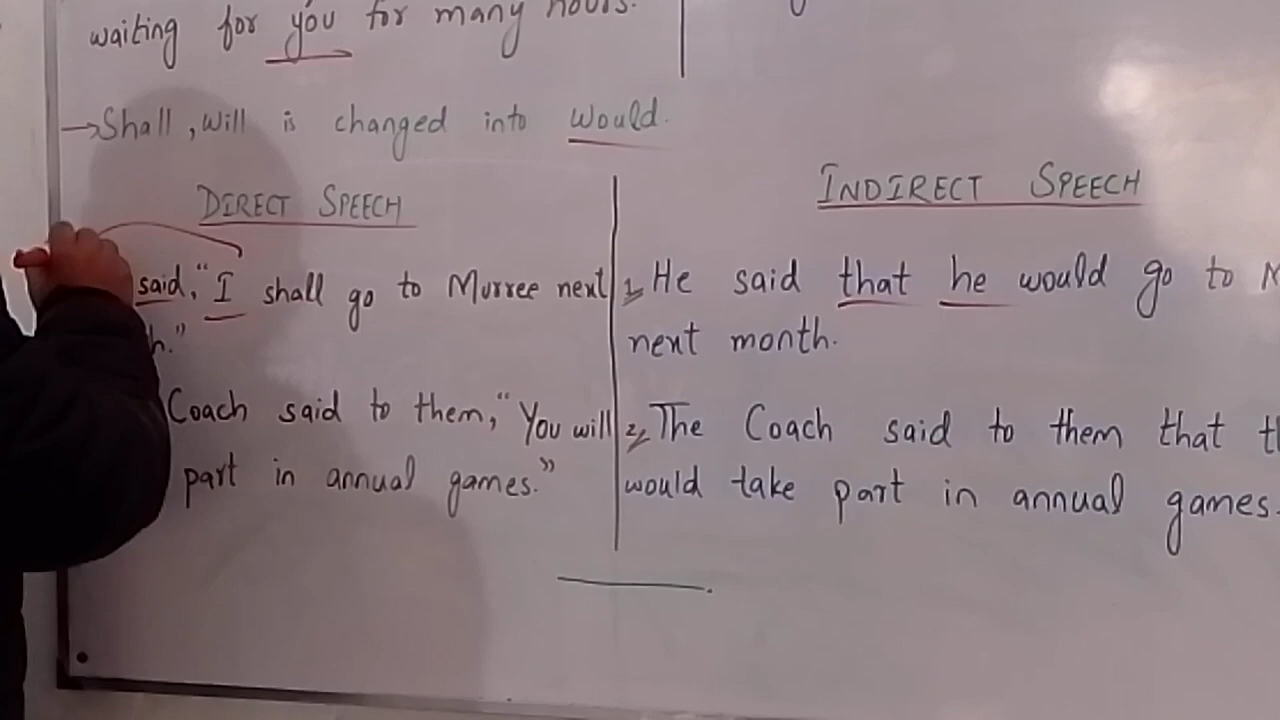 waiting for you for many hours.
→Shall, will is changed into would.
DIRECT SPEECH
said, "I shall go to Murree next
h."
Coach said to them, "You will
part in annual games."
INDIRECT SPEECH
1, He said that he would go to
next month.
2, The Coach said to them that
would take part in annual games.